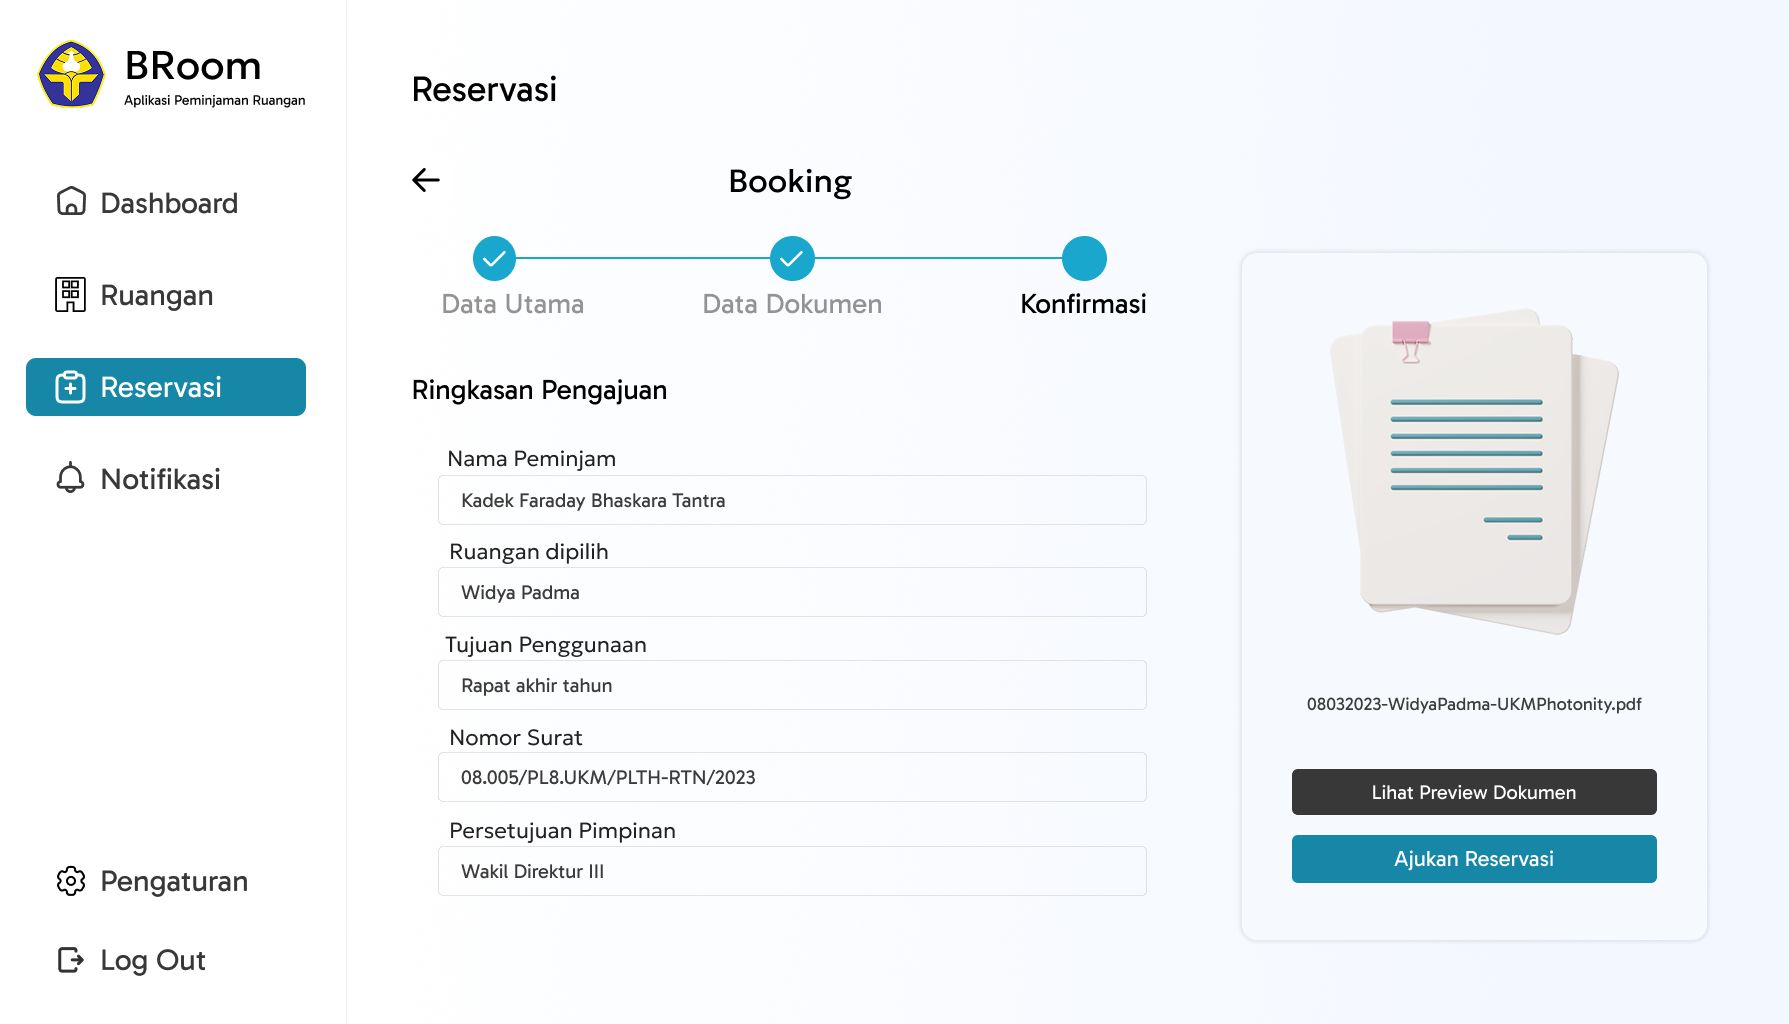 BRoom
Aplikasi Peminjaman Ruangan
Dashboard
Ruangan
Reservasi
Notifikasi
Pengaturan
Log Out
Reservasi
Booking
Data Utama
Data Dokumen
Konfirmasi
Ringkasan Pengajuan
Nama Peminjam
Kadek Faraday Bhaskara Tantra
Ruangan dipilih
Widya Padma
Tujuan Penggunaan
Rapat akhir tahun
Nomor Surat
08.005/PL8.UKM/PLTH-RTN/2023
Persetujuan Pimpinan
Wakil Direktur III
08032023-WidyaPadma-UKMPhotonity.pdf
Lihat Preview Dokumen
Ajukan Reservasi